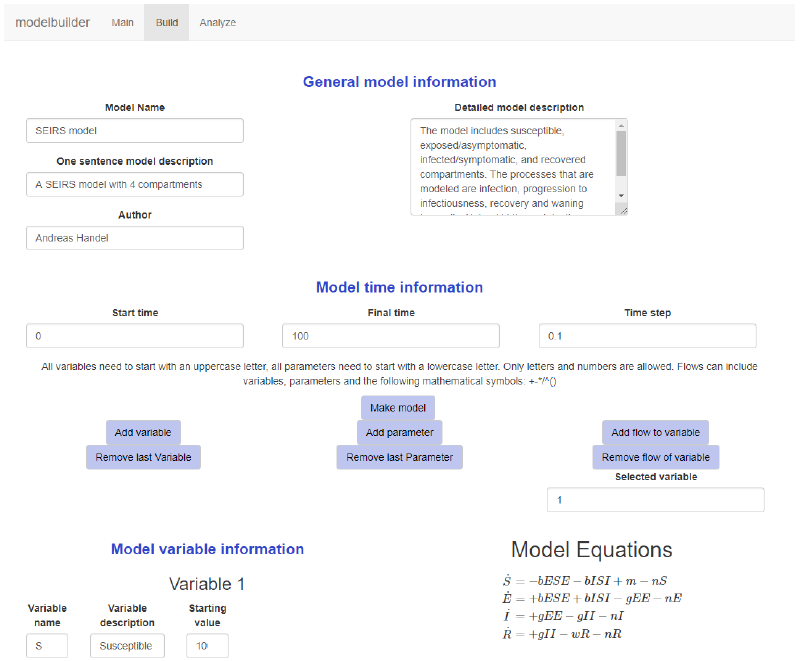 modelbuilder Main Build Analyze
General model information
Model Name
SEIRS model
One sentence model description
A SEIRS model with 4 compartments
Author
Andreas Handel
Detailed model description
The model includes susceptible,
exposed/asymptomatic,
infected/symptomatic, and recovered
compartments. The processes that are
modeled are infection, progression to
infectiousness, recovery and waning
Model time information
Start time Final time Time step
0 100 0.1
All variables need to start with an uppercase letter, all parameters need to start with a lowercase letter. Only letters and numbers are allowed. Flows can include
variables, parameters and the following mathematical symbols: +-*/^()
Make model
Add variable Add parameter Add flow to variable
Remove last Variable Remove last Parameter Remove flow of variable
Selected variable
1
Model variable information
Variable 1
Variable name Variable description Starting value
S Susceptible 10
Model Equations
Ṡ = −bESE − bISI + m − nS
Ė = +bESE + bISI − gEE − nE
İ = +gEE − gII − nI
Ṙ = +gII − wR − nR